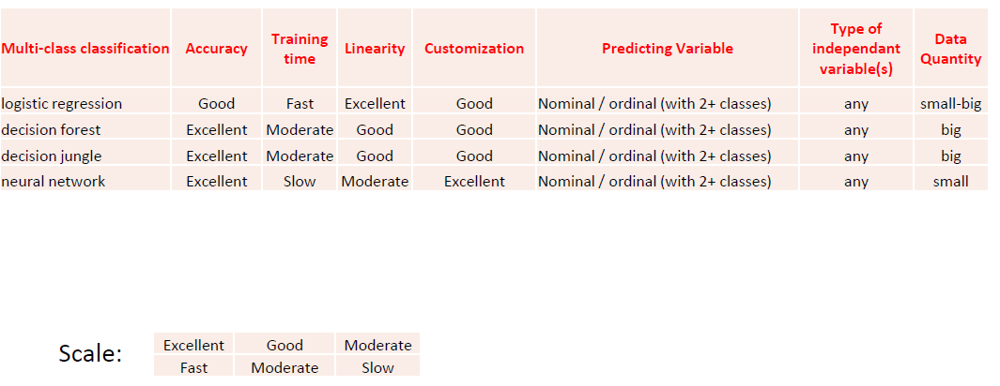 Multi-class classification Accuracy Training time Linearity Customization Predicting Variable Type of independant variable(s) Data Quantity
logistic regression Good Fast Excellent Good Nominal / ordinal (with 2+ classes) any small-big
decision forest Excellent Moderate Good Good Nominal / ordinal (with 2+ classes) any big
decision jungle Excellent Moderate Good Good Nominal / ordinal (with 2+ classes) any big
neural network Excellent Slow Moderate Excellent Nominal / ordinal (with 2+ classes) any small
Scale:
Excellent Good Moderate
Fast Moderate Slow